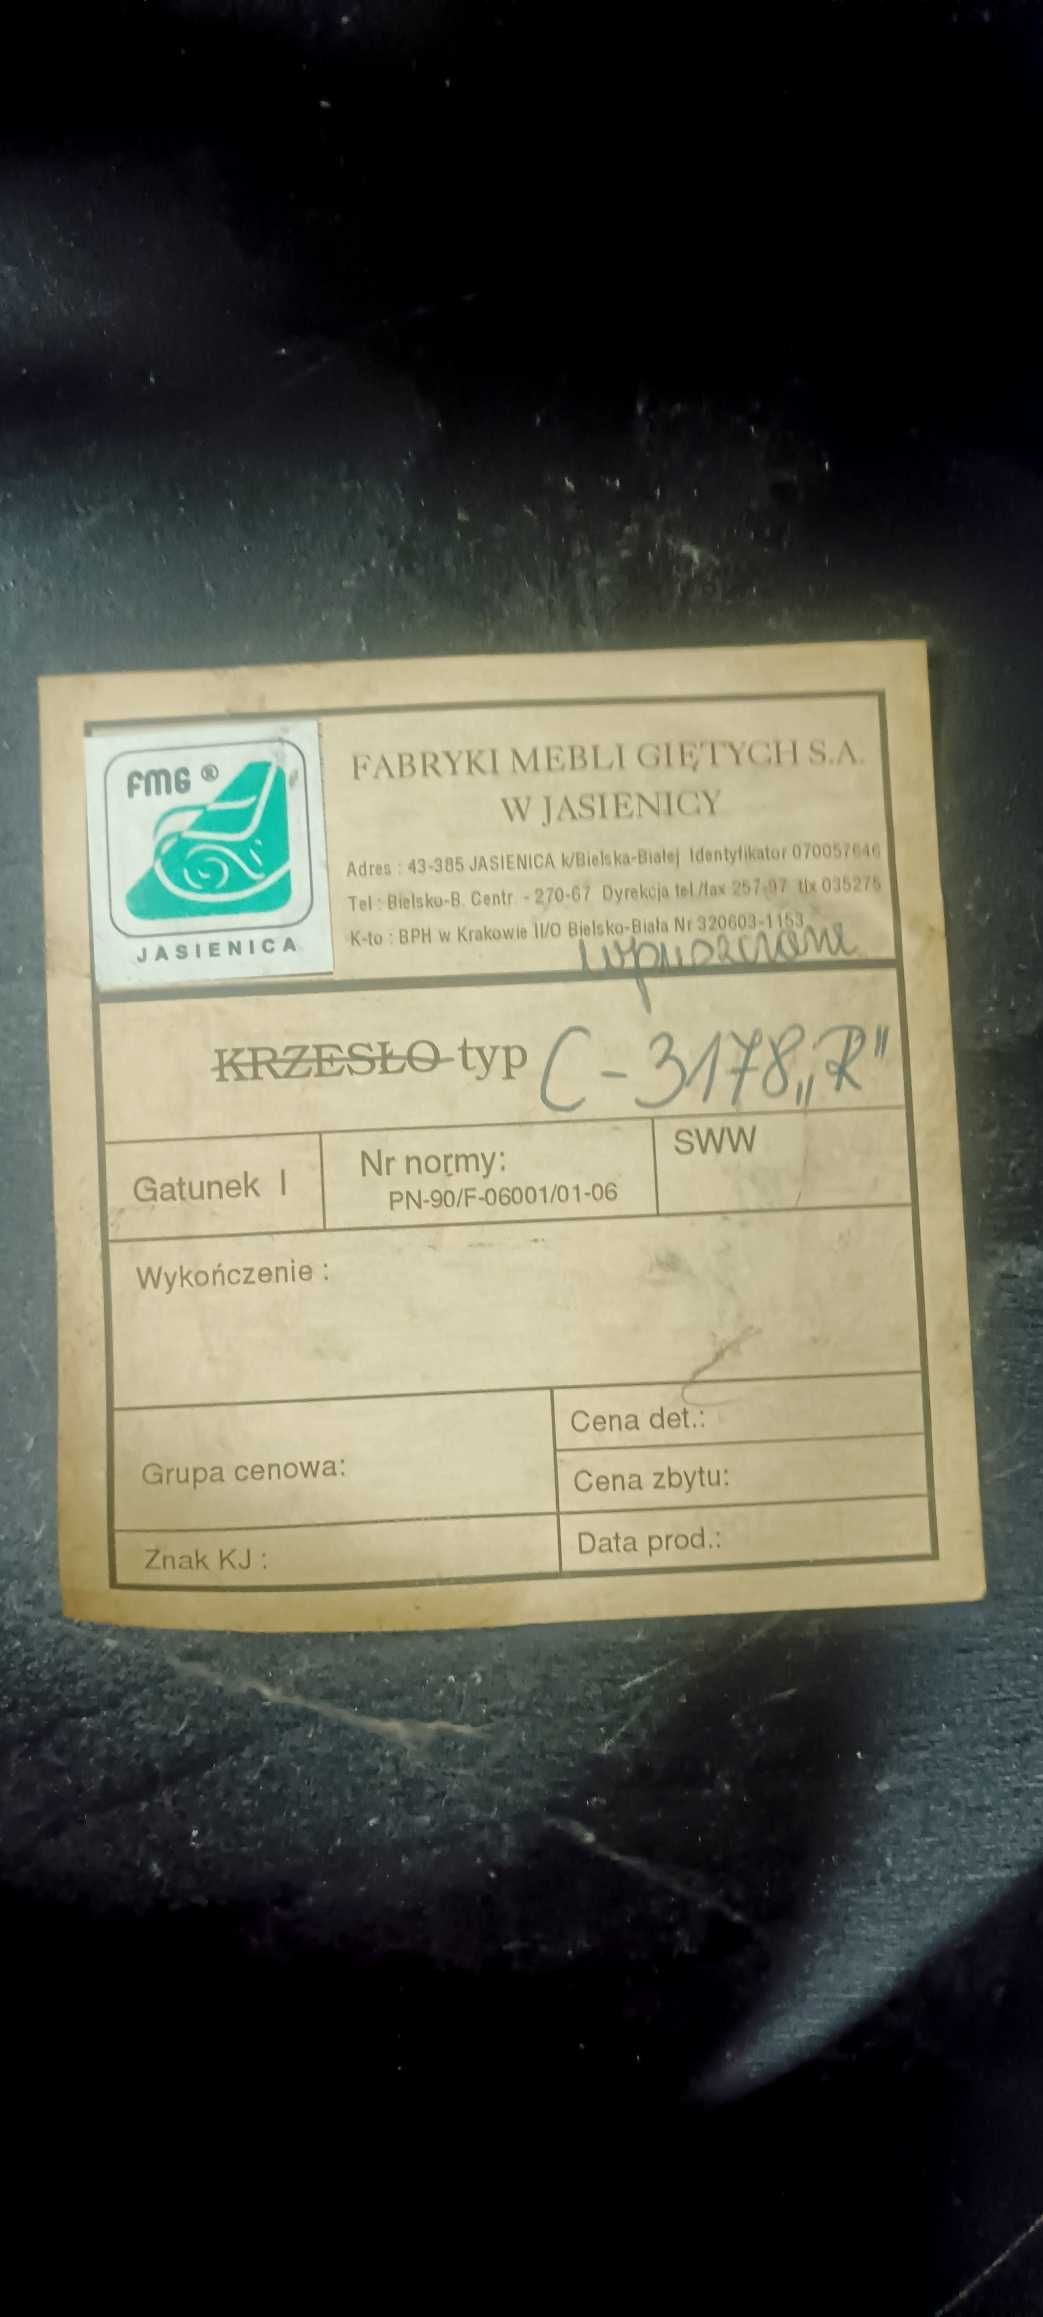 FMG ®
JASIENICA
FABRYKI MEBLI GIĘTYCH S.A.
W JASIENICY
Adres : 43-385 JASIENICA k/Bielska-Białej Identyfikator 070057646
Tel : Bielsko-B. Centr. - 270-67 Dyrekcja tel./fax 257-97 tlx 035275
K-to : BPH w Krakowie II/O Bielsko-Biała Nr 320603-1153
KRZESŁO typ C-3178 „R”
Gatunek I
Nr normy:
PN-90/F-06001/01-06
SWW
Wykończenie :
Grupa cenowa:
Cena det.:
Cena zbytu:
Znak KJ :
Data prod.: